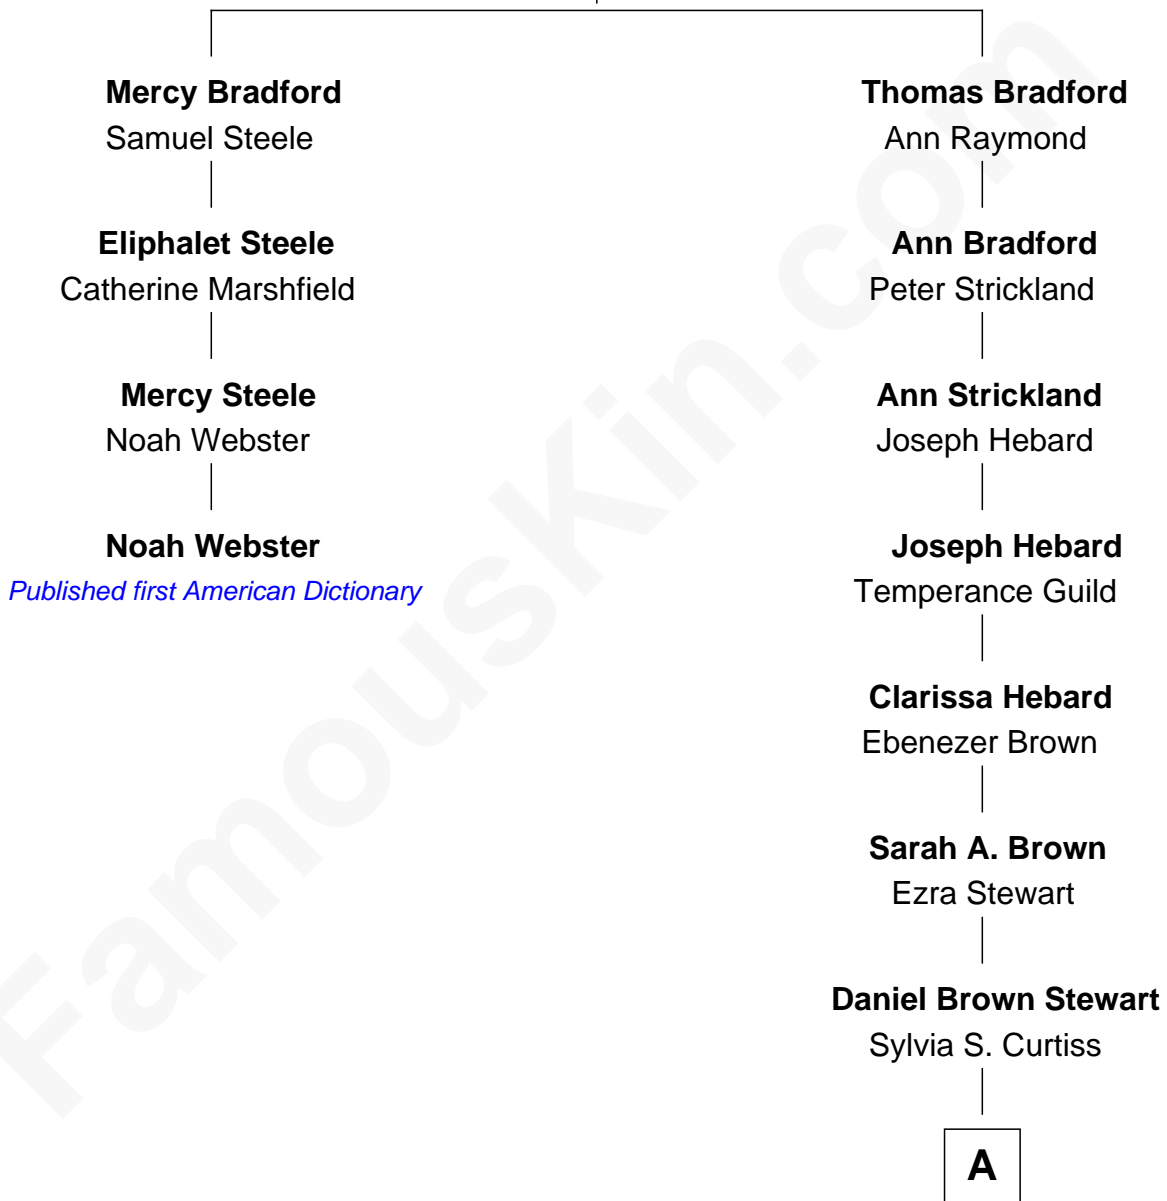 Mercy Bradford
Samuel Steele
Eliphalet Steele
Catherine Marshfield
Mercy Steele
Noah Webster
Noah Webster
Published first American Dictionary
Thomas Bradford
Ann Raymond
Ann Bradford
Peter Strickland
Ann Strickland
Joseph Hebard
Joseph Hebard
Temperance Guild
Clarissa Hebard
Ebenezer Brown
Sarah A. Brown
Ezra Stewart
Daniel Brown Stewart
Sylvia S. Curtiss
A
FamousKin.com